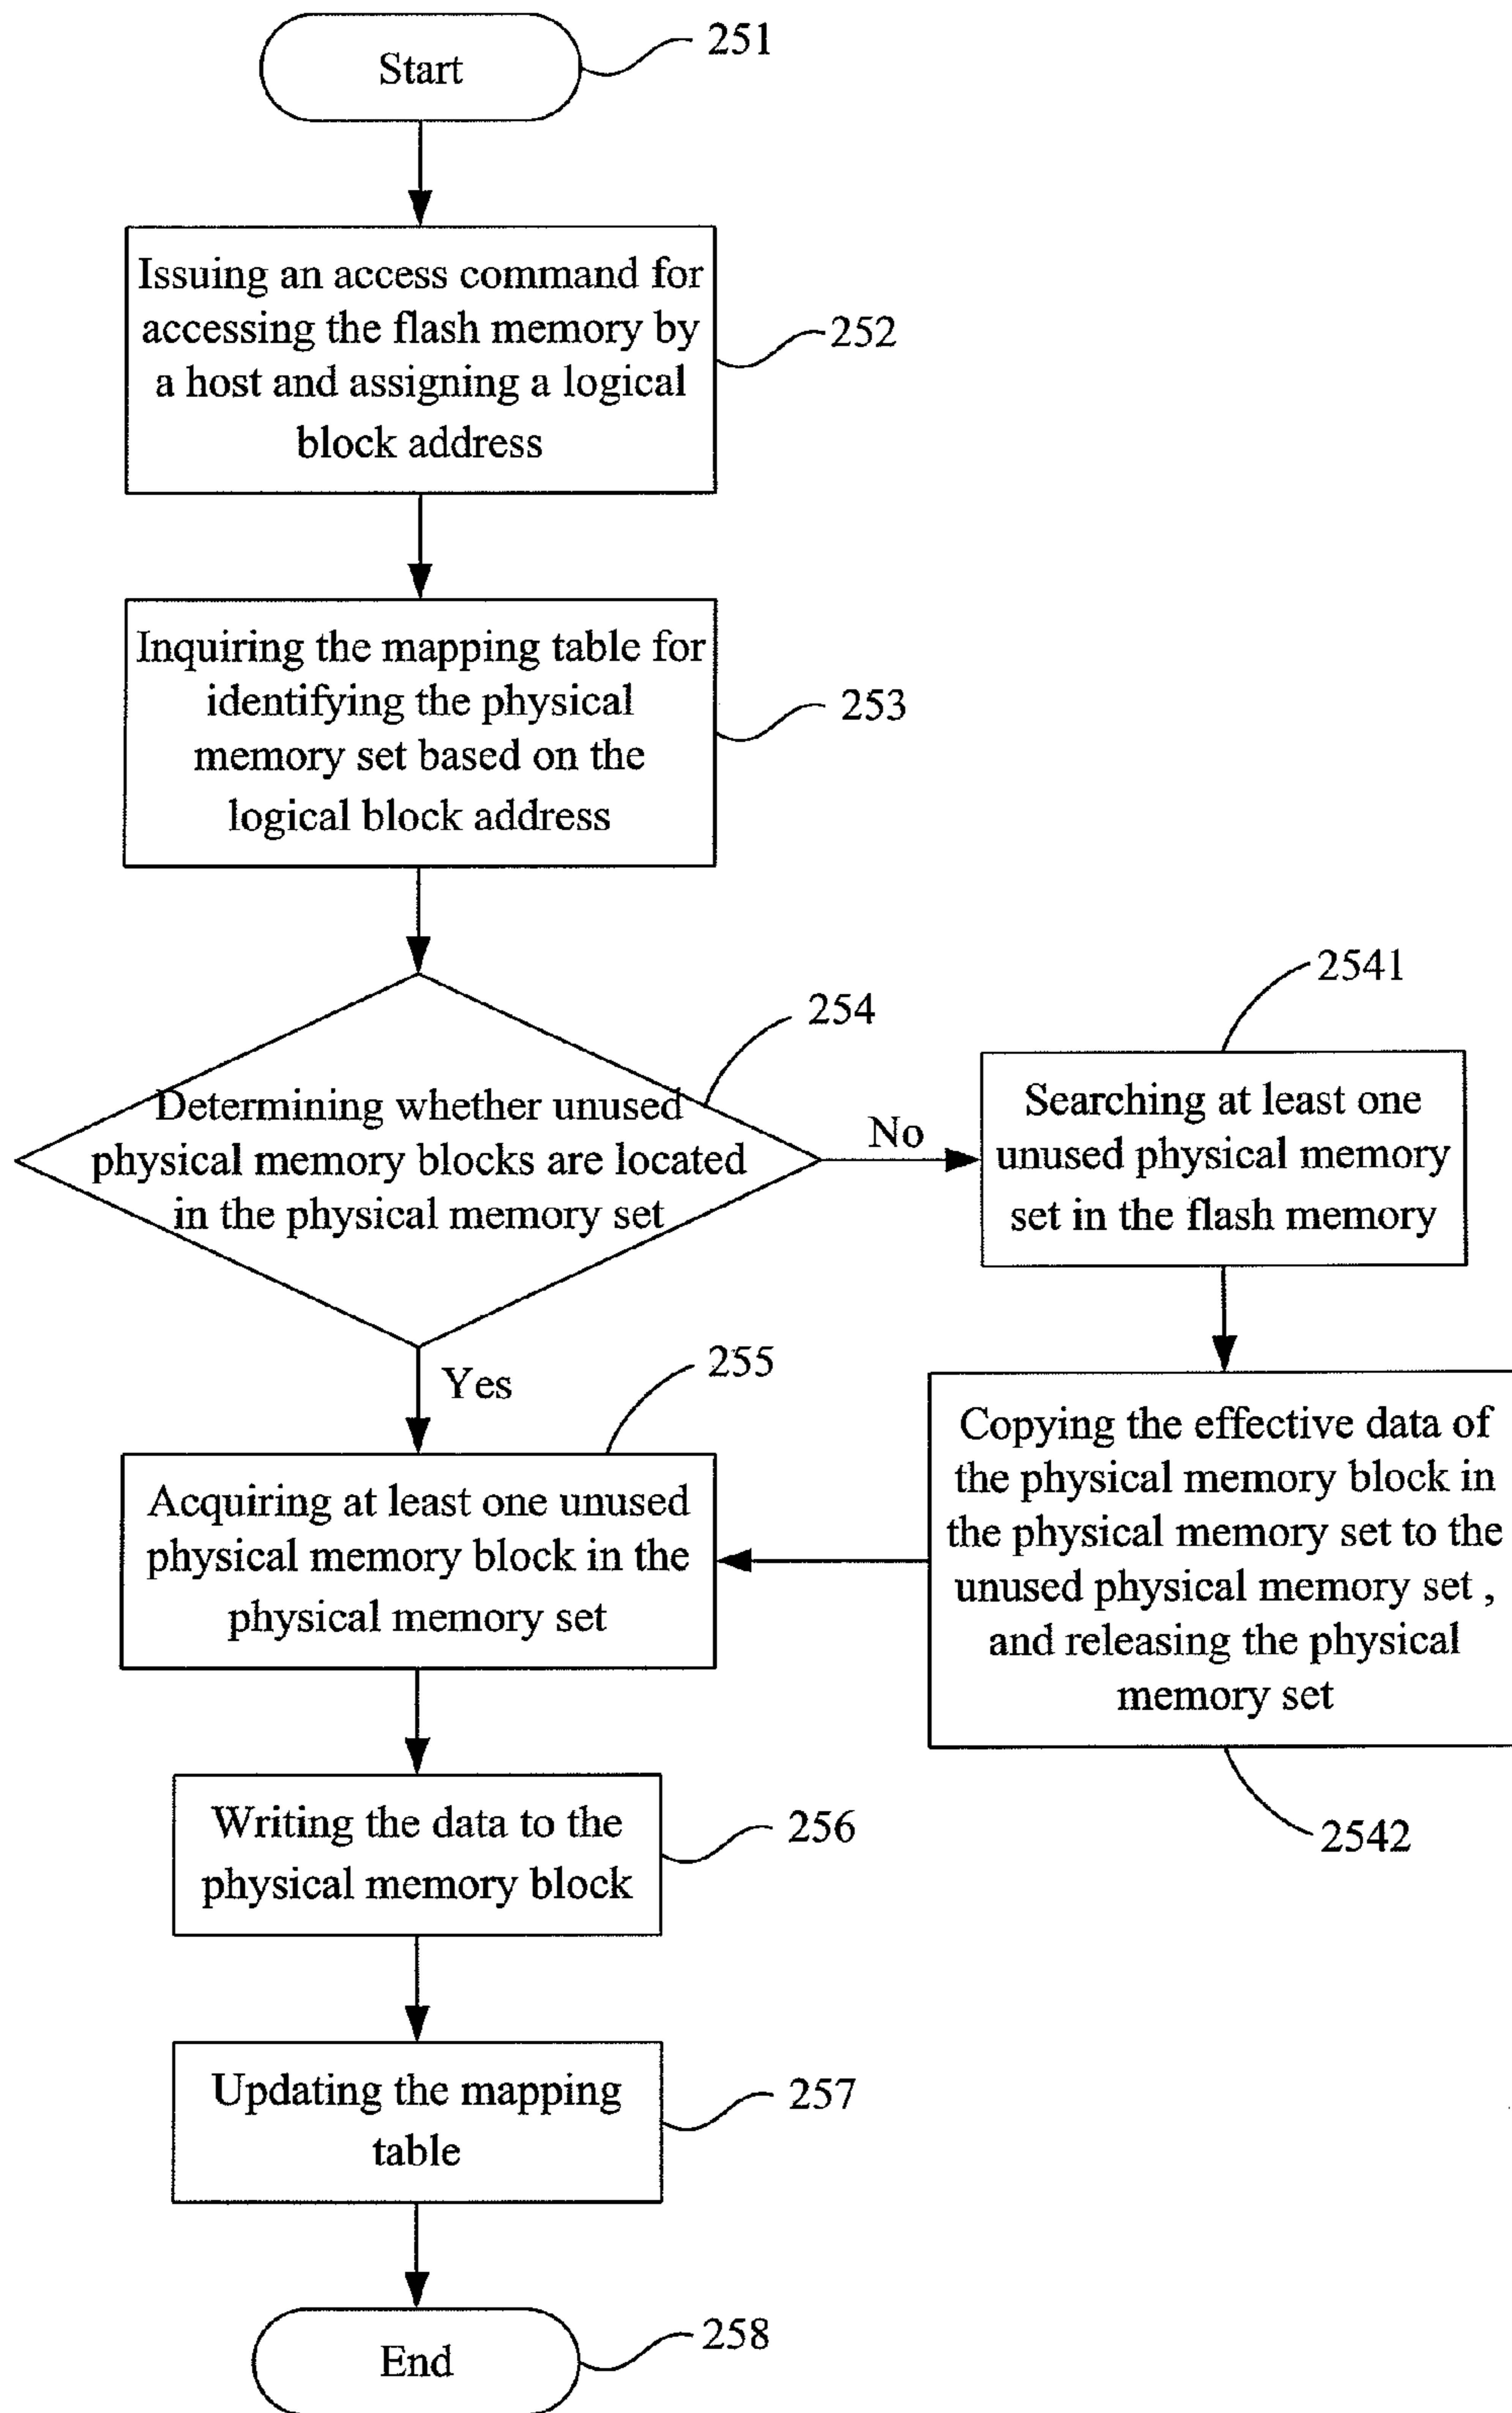 Start
251
Issuing an access command for
accessing the flash memory by
a host and assigning a logical
block address
252
Inquiring the mapping table for
identifying the physical
memory set based on the
logical block address
253
Determining whether unused
physical memory blocks are located
in the physical memory set
254
No
Searching at least one
unused physical memory
set in the flash memory
2541
Yes
Copying the effective data of
the physical memory block in
the physical memory set to the
unused physical memory set ,
and releasing the physical
memory set
2542
Acquiring at least one unused
physical memory block in the
physical memory set
255
Writing the data to the
physical memory block
256
Updating the mapping
table
257
End
258